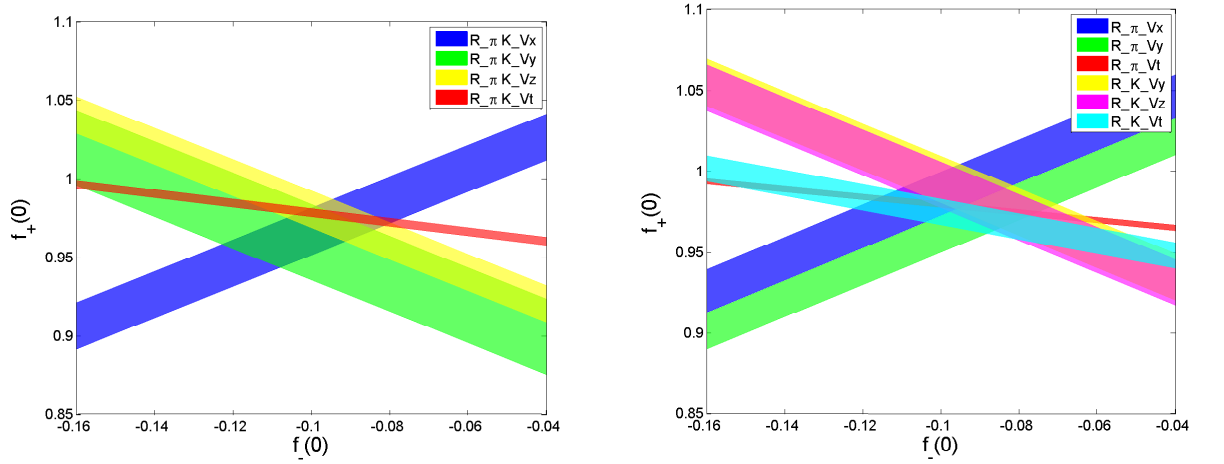 1.1
1.05
1
0.95
0.9
0.85
f+(0)
-0.16
-0.14
-0.12
-0.1
-0.08
-0.06
-0.04
f-(0)
R_π K_Vx
R_π K_Vy
R_π K_Vz
R_π K_Vt
1.1
1.05
1
0.95
0.9
0.85
f+(0)
-0.16
-0.14
-0.12
-0.1
-0.08
-0.06
-0.04
f-(0)
R_π_Vx
R_π_Vy
R_π_Vt
R_K_Vy
R_K_Vz
R_K_Vt